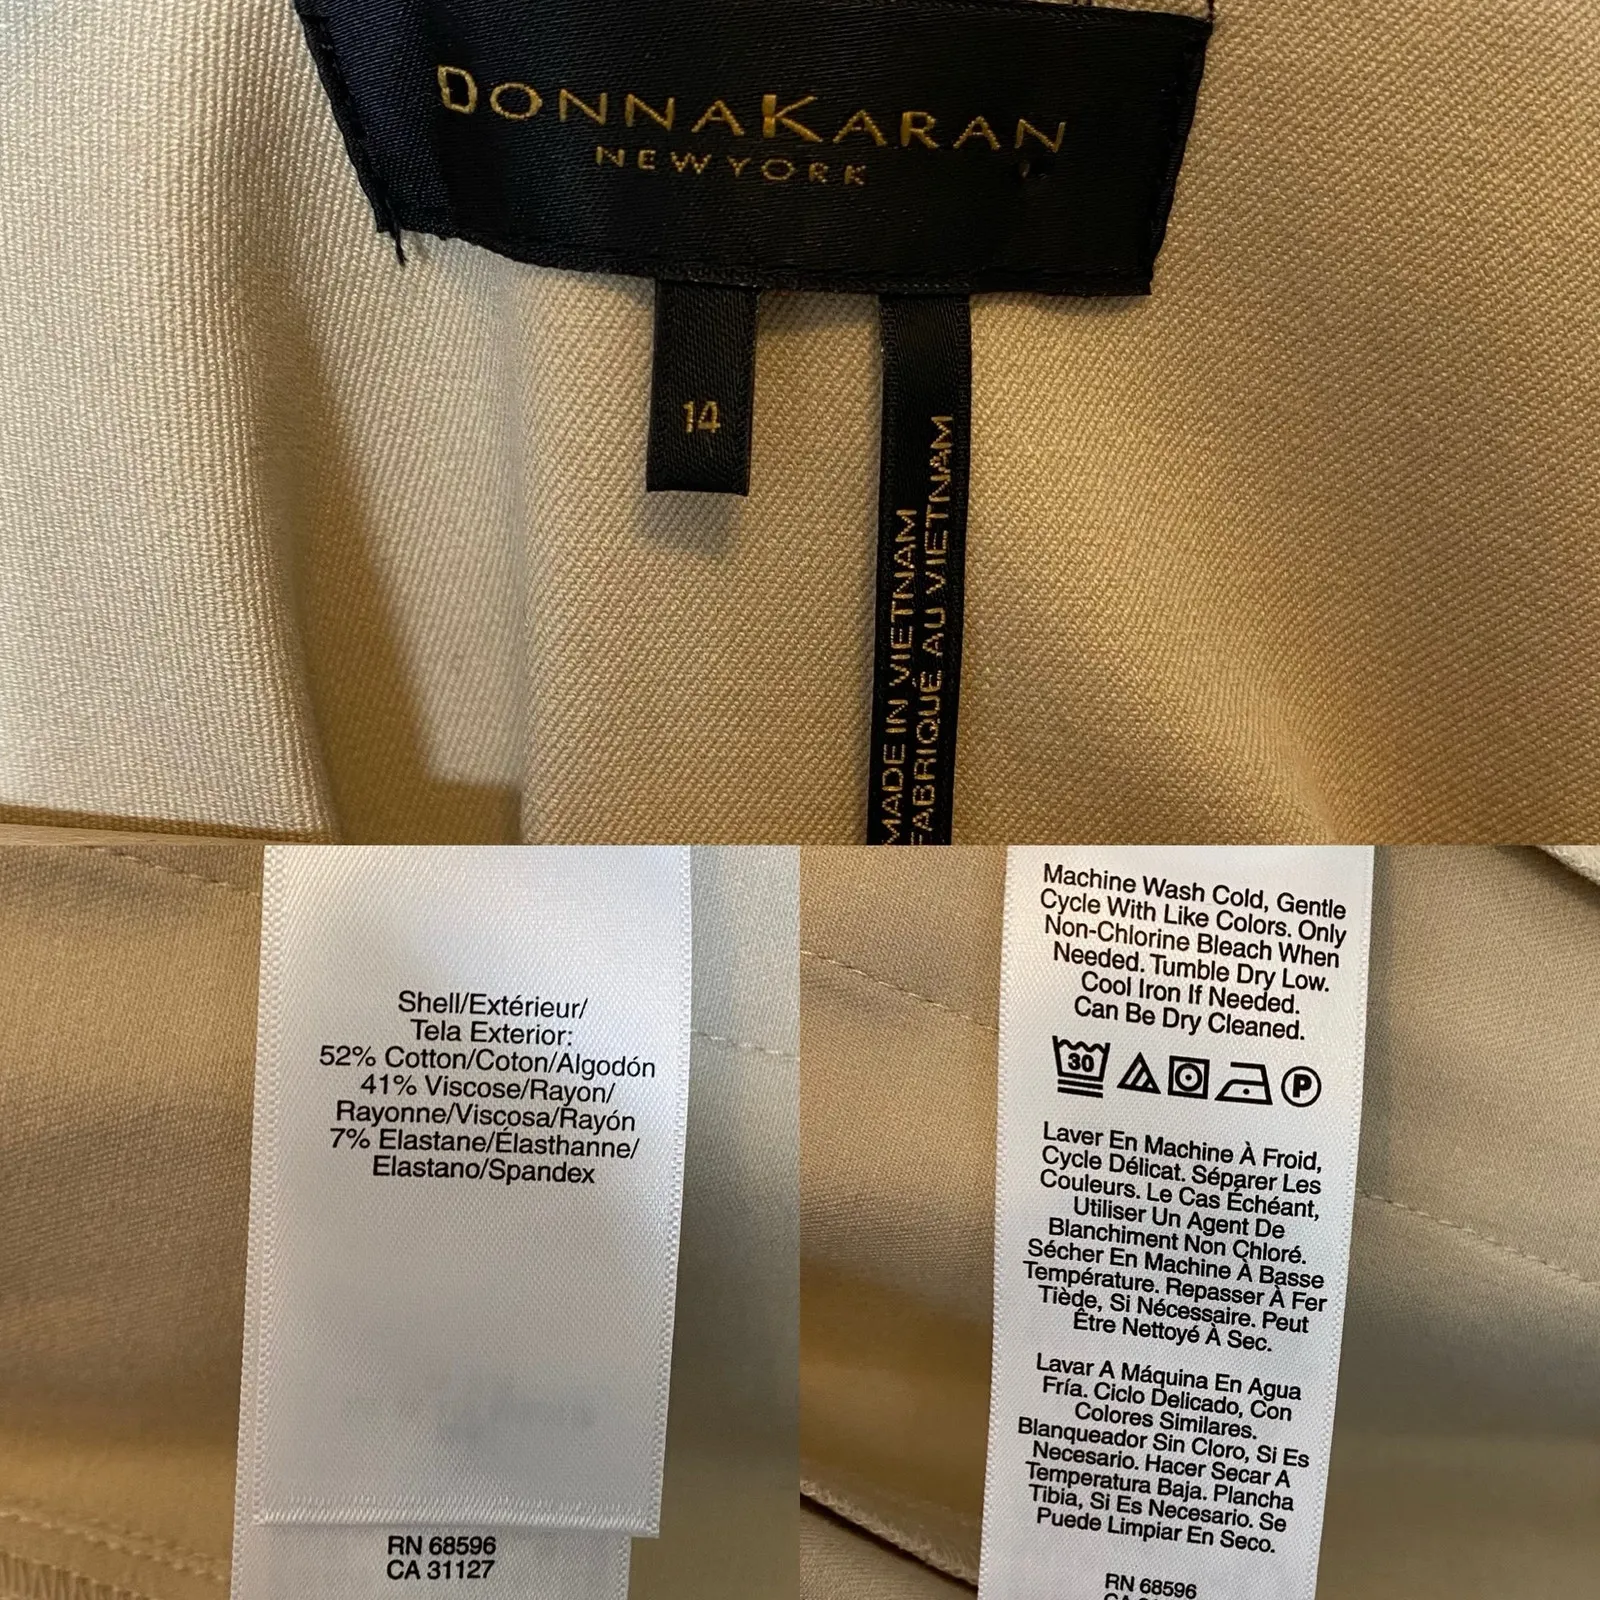 DONNAKARAN
NEW YORK
14
MADE IN VIETNAM
FABRIQUÉ AU VIETNAM
Shell/Extérieur/
Tela Exterior:
52% Cotton/Coton/Algodón
41% Viscose/Rayon/
Rayonne/Viscosa/Rayón
7% Elastane/Élasthanne/
Elastano/Spandex
RN 68596
CA 31127
Machine Wash Cold, Gentle
Cycle With Like Colors. Only
Non-Chlorine Bleach When
Needed. Tumble Dry Low.
Cool Iron If Needed.
Can Be Dry Cleaned.
30 P
Laver En Machine À Froid,
Cycle Délicat. Séparer Les
Couleurs. Le Cas Échéant,
Utiliser Un Agent De
Blanchiment Non Chloré.
Sécher En Machine À Basse
Température. Repasser À Fer
Tiède, Si Nécessaire. Peut
Être Nettoyé À Sec.
Lavar A Máquina En Agua
Fría. Ciclo Delicado, Con
Colores Similares.
Blanqueador Sin Cloro, Si Es
Necesario. Hacer Secar A
Temperatura Baja. Plancha
Tibia, Si Es Necesario. Se
Puede Limpiar En Seco.
RN 68596